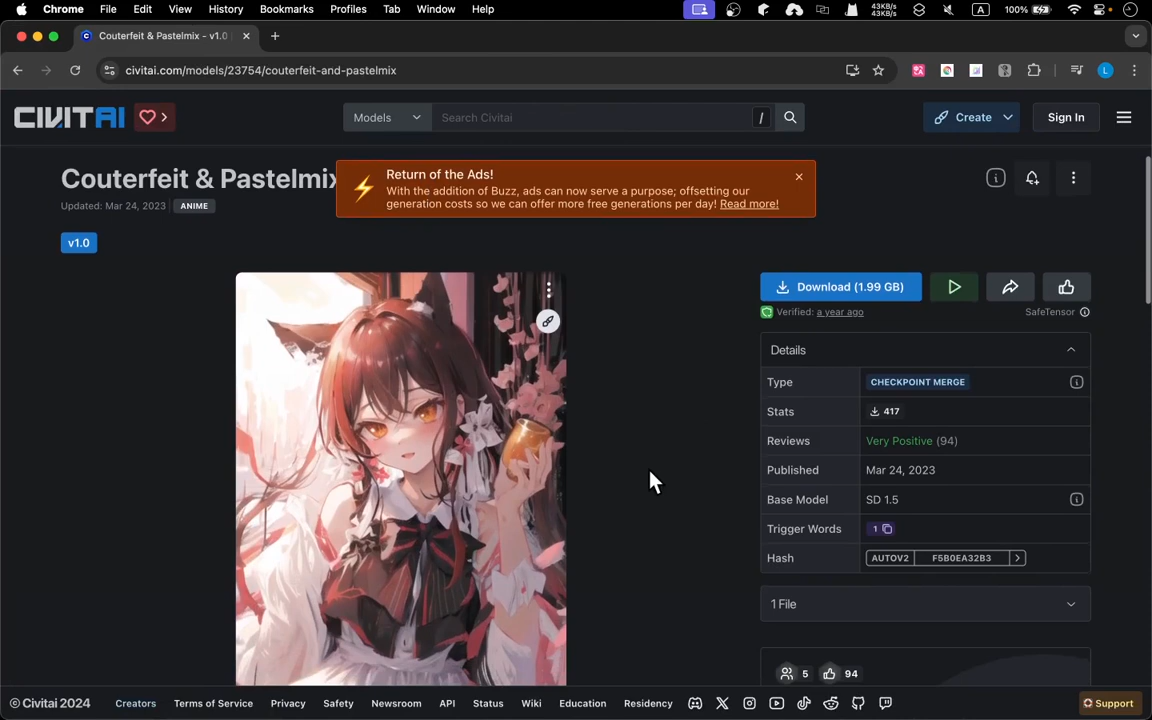 Chrome File Edit View History Bookmarks Profiles Tab Window Help 43KB/s 43KB/s A 100%
Couterfeit & Pastelmix - v1.0
civitai.com/models/23754/couterfeit-and-pastelmix L
CIVITAI Models Search Civitai / Create Sign In
Couterfeit & Pastelmix
Return of the Ads!
With the addition of Buzz, ads can now serve a purpose; offsetting our
generation costs so we can offer more free generations per day! Read more!
Updated: Mar 24, 2023 ANIME
v1.0
Download (1.99 GB)
Verified: a year ago SafeTensor
Details
Type CHECKPOINT MERGE
Stats 417
Reviews Very Positive (94)
Published Mar 24, 2023
Base Model SD 1.5
Trigger Words 1
Hash AUTOV2 F5B0EA32B3
1 File
5 94
© Civitai 2024 Creators Terms of Service Privacy Safety Newsroom API Status Wiki Education Residency Support